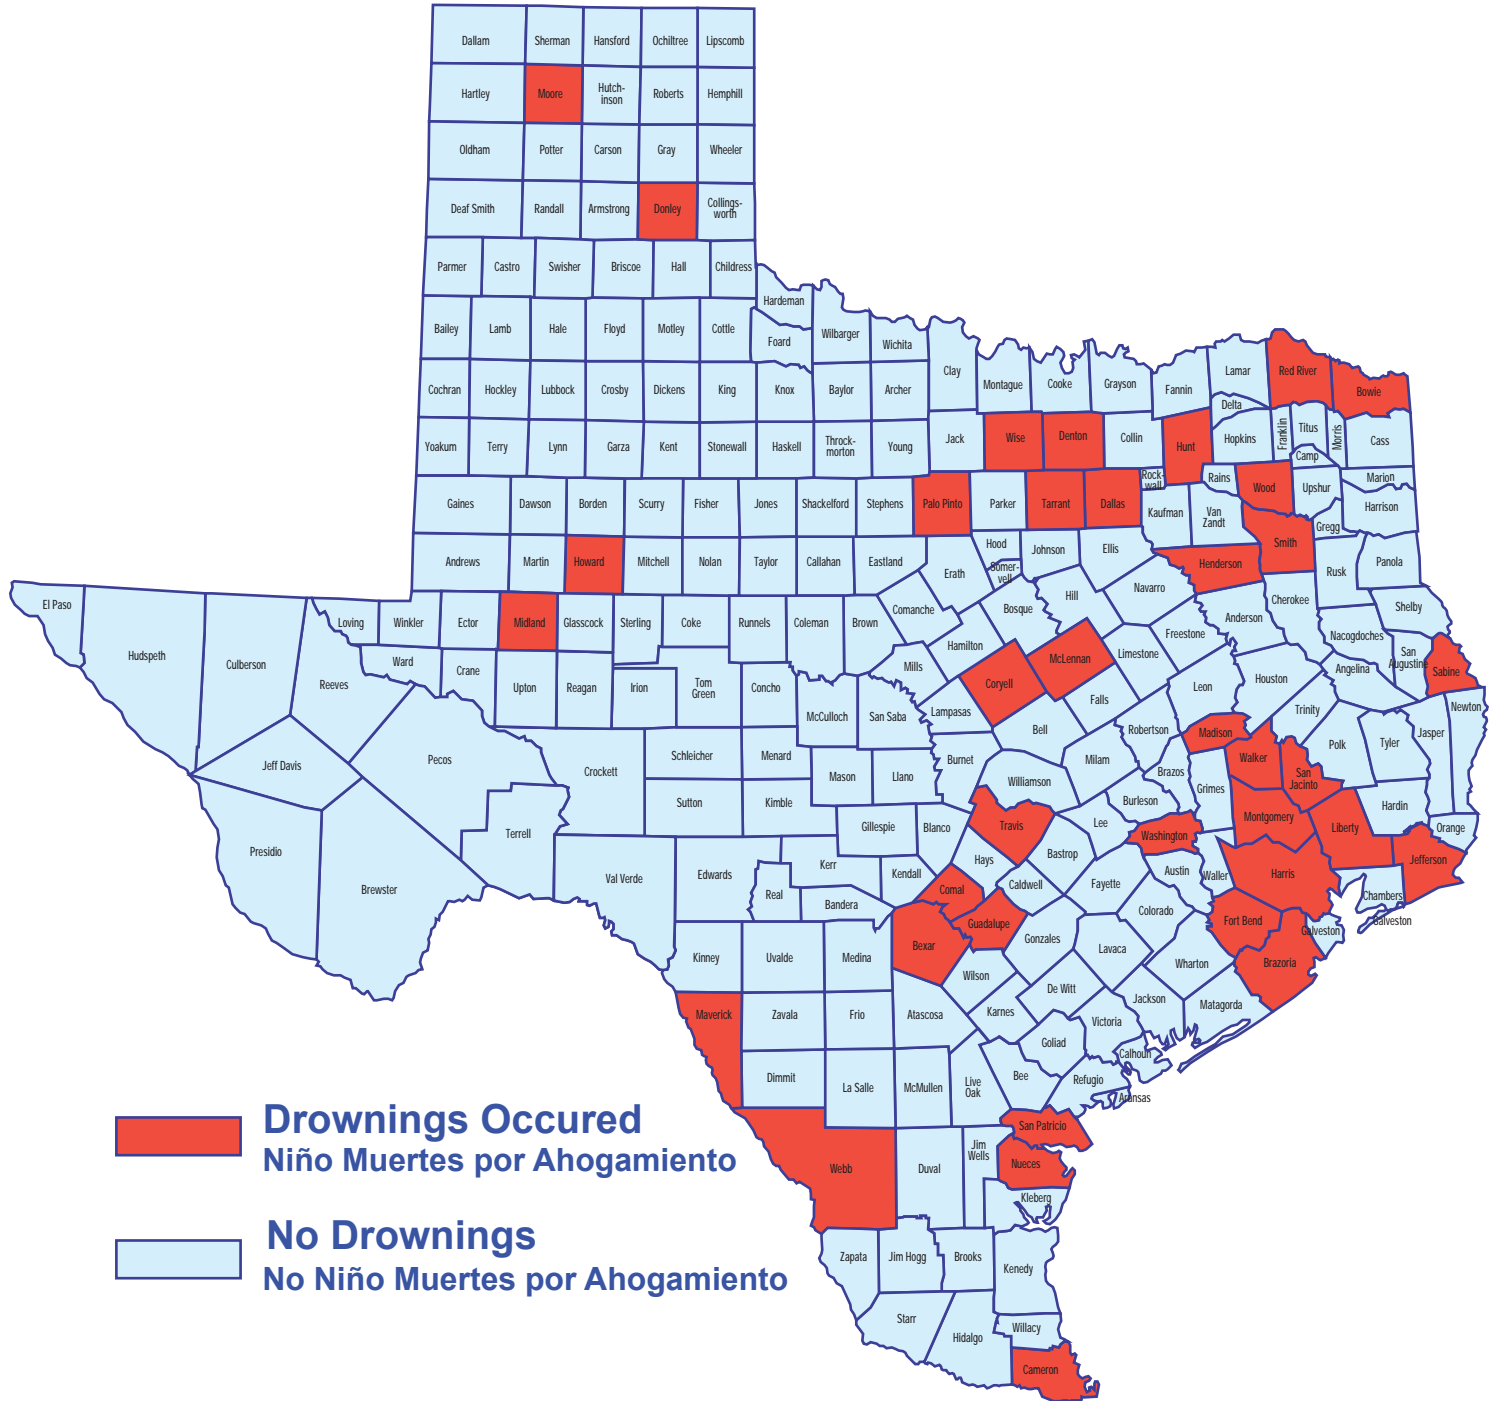 Dallam Sherman Hansford Ochiltree Lipscomb
Hartley Moore Hutch-
inson Roberts Hemphill
Oldham Potter Carson Gray Wheeler
Deaf Smith Randall Armstrong Donley Collings-
worth
Parmer Castro Swisher Briscoe Hall Childress
Hardeman
Bailey Lamb Hale Floyd Motley Cottle Foard Wilbarger Wichita
Cochran Hockley Lubbock Crosby Dickens King Knox Baylor Archer Clay Montague Cooke Grayson Fannin Lamar Red River Bowie
Delta
Yoakum Terry Lynn Garza Kent Stonewall Haskell Throck-
morton Young Jack Wise Denton Collin Hunt Hopkins Franklin Titus Morris Cass
Camp
Gaines Dawson Borden Scurry Fisher Jones Shackelford Stephens Palo Pinto Parker Tarrant Dallas Rock-
wall Kaufman Rains Van
Zandt Wood Upshur Marion
Harrison
Gregg
Andrews Martin Howard Mitchell Nolan Taylor Callahan Eastland Erath Hood Somer-
vell Johnson Ellis Henderson Smith Rusk Panola
El Paso Hudspeth Culberson Reeves Loving Winkler Ector Midland Glasscock Sterling Coke Runnels Coleman Brown Comanche Hamilton Bosque Hill Navarro Freestone Anderson Cherokee Nacogdoches Shelby
Ward Crane Upton Reagan Irion Tom
Green Concho McCulloch San Saba Mills Lampasas Coryell McLennan Limestone Falls Leon Houston Angelina San
Augustine Sabine
Trinity Newton
Jeff Davis Pecos Crockett Schleicher Menard Mason Llano Burnet Bell Milam Robertson Madison Walker San
Jacinto Polk Tyler Jasper
Williamson Brazos Grimes
Presidio Brewster Terrell Sutton Kimble Gillespie Blanco Travis Lee Burleson Washington Montgomery Liberty Hardin Orange
Val Verde Edwards Real Kerr Kendall Hays Bastrop Austin Waller Harris Jefferson
Bandera Comal Caldwell Fayette Colorado Chambers
Galveston
Kinney Uvalde Medina Bexar Guadalupe Gonzales Lavaca Wharton Fort Bend Galveston
Brazoria
Maverick Zavala Frio Atascosa Wilson Karnes De Witt Jackson Matagorda
Victoria
Goliad Calhoun
Dimmit La Salle McMullen Live
Oak Bee Refugio
Aransas
San Patricio
Webb Duval Jim
Wells Nueces
Kleberg
Zapata Jim Hogg Brooks Kenedy
Starr Hidalgo Willacy
Cameron
Drownings Occured
Niño Muertes por Ahogamiento
No Drownings
No Niño Muertes por Ahogamiento